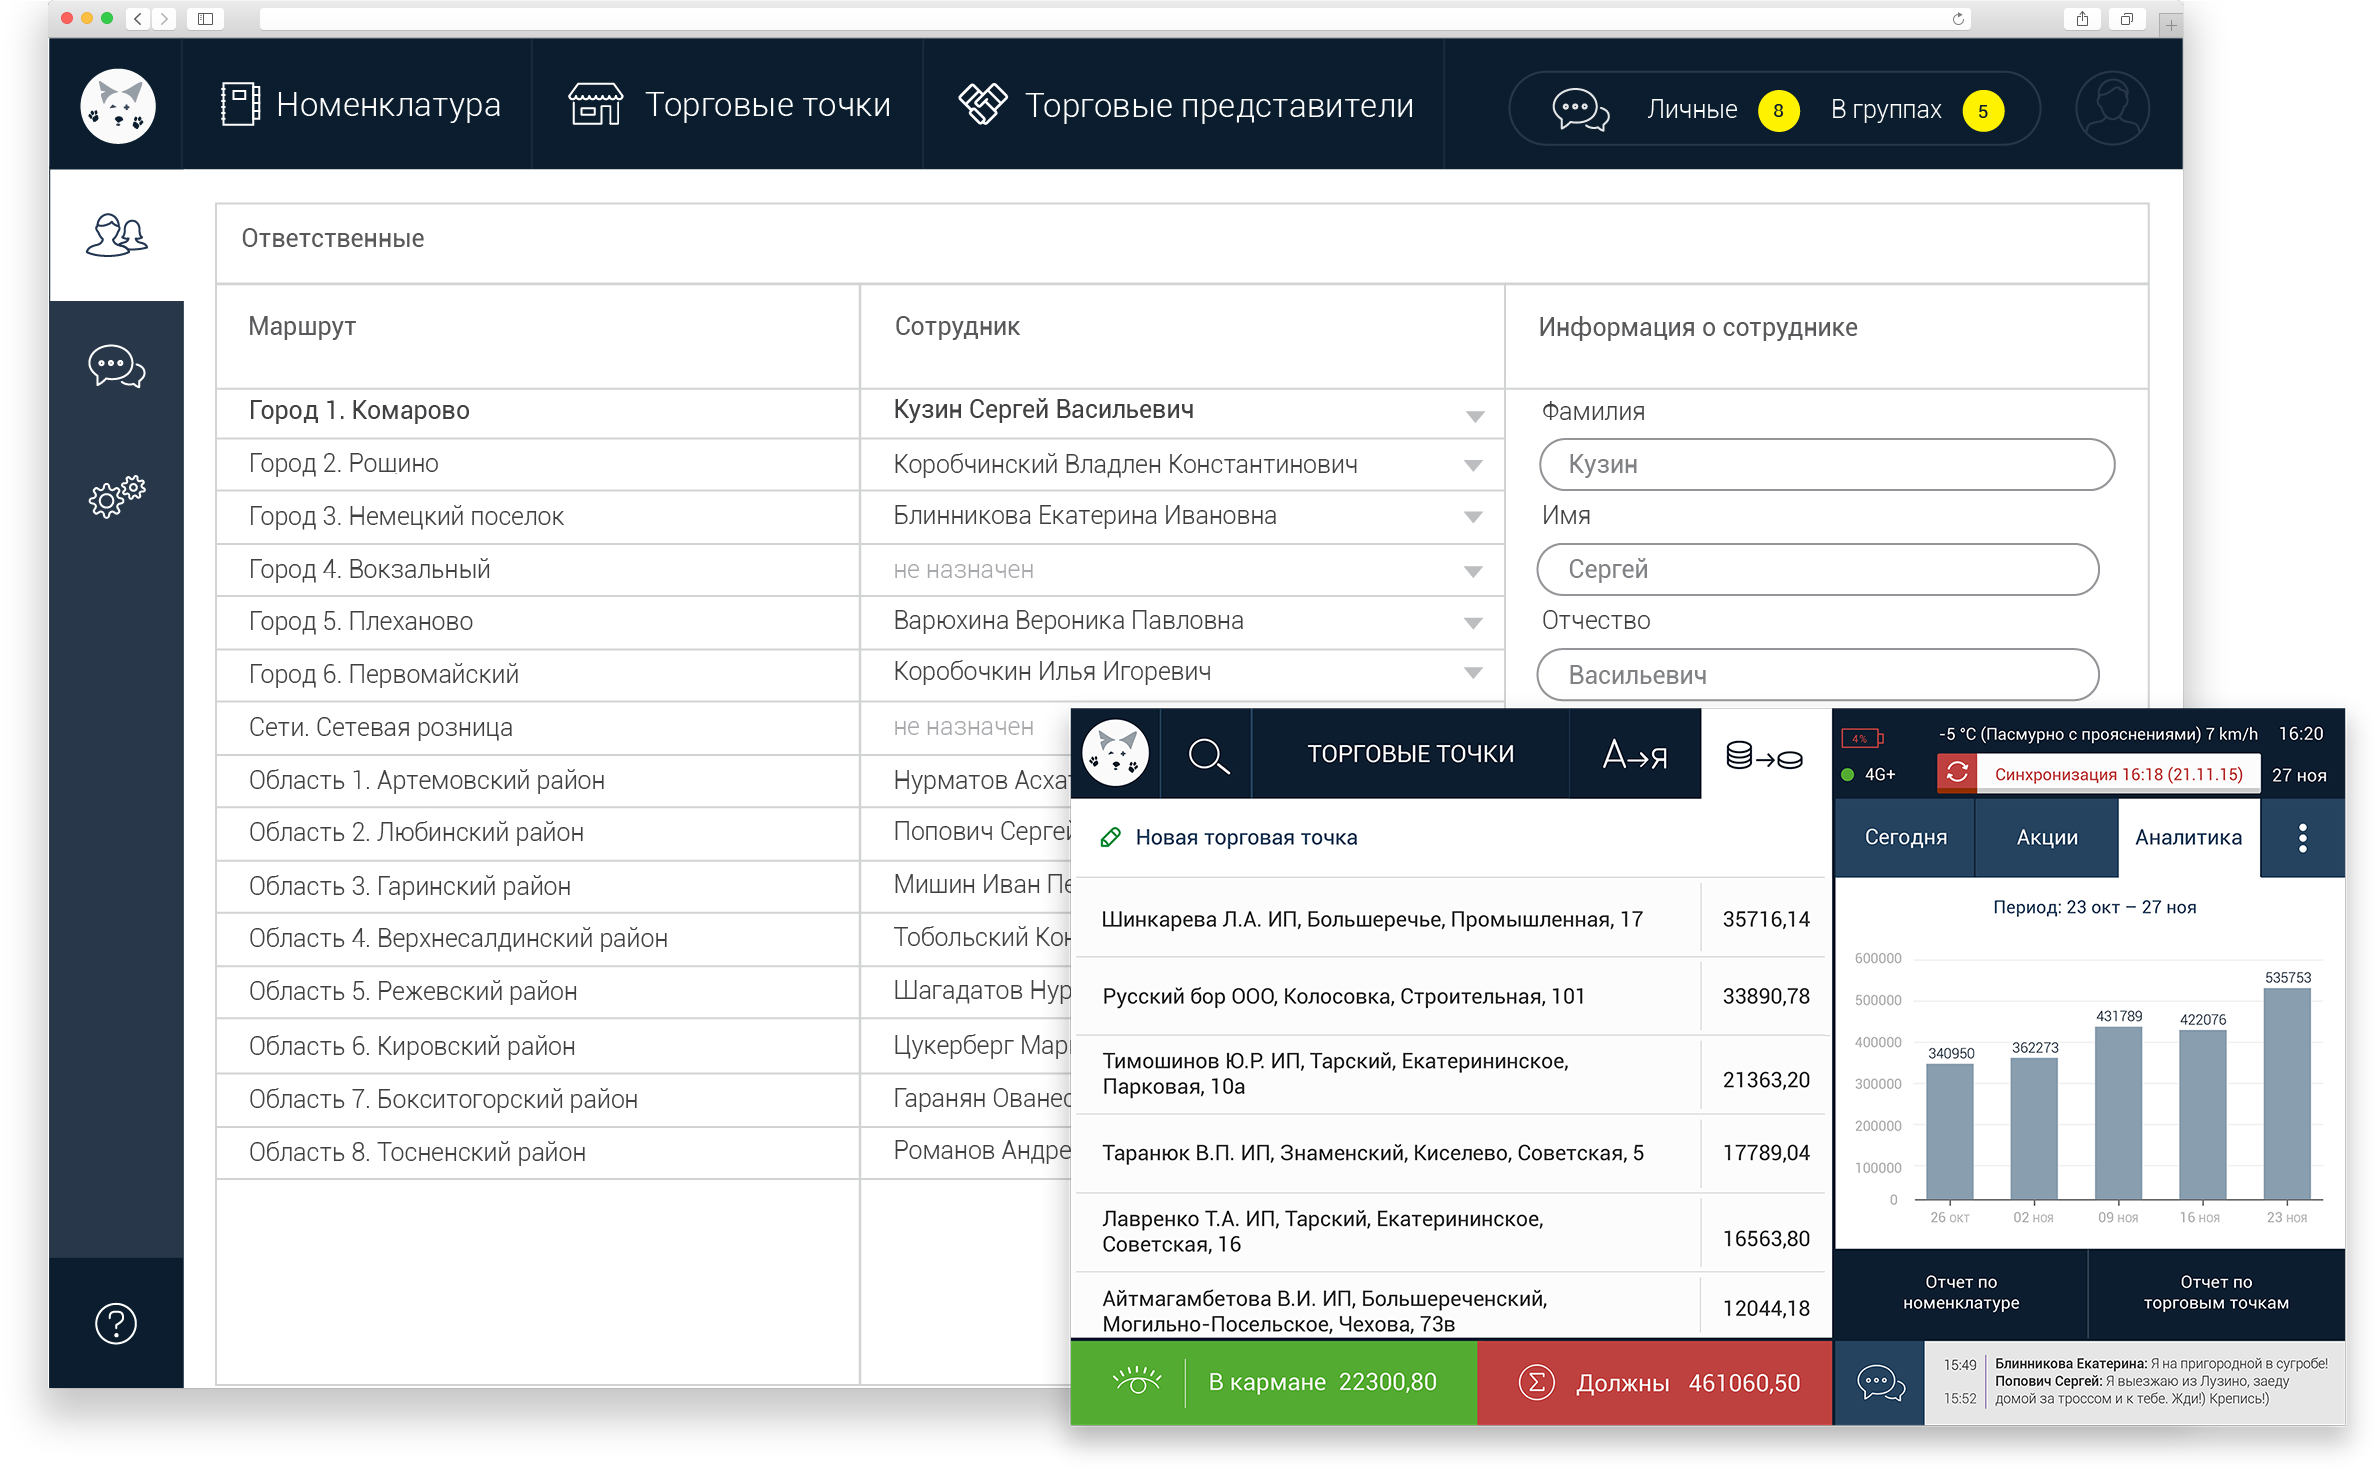 Номенклатура
Торговые точки
Торговые представители
Личные 8
В группах 5
Ответственные
Маршрут
Сотрудник
Информация о сотруднике
Город 1. Комарово
Кузин Сергей Васильевич
Город 2. Рошино
Коробчинский Владлен Константинович
Город 3. Немецкий поселок
Блинникова Екатерина Ивановна
Город 4. Вокзальный
не назначен
Город 5. Плеханово
Варюхина Вероника Павловна
Город 6. Первомайский
Коробочкин Илья Игоревич
Сети. Сетевая розница
не назначен
Область 1. Артемовский район
Нурматов Асхат
Область 2. Любинский район
Попович Сергей
Область 3. Гаринский район
Мишин Иван Пе
Область 4. Верхнесалдинский район
Тобольский Кон
Область 5. Режевский район
Шагадатов Нур
Область 6. Кировский район
Цукерберг Мар
Область 7. Бокситогорский район
Гаранян Ованес
Область 8. Тосненский район
Романов Андре
Фамилия
Кузин
Имя
Сергей
Отчество
Васильевич
ТОРГОВЫЕ ТОЧКИ
А→Я
Новая торговая точка
Шинкарева Л.А. ИП, Большеречье, Промышленная, 17
35716,14
Русский бор ООО, Колосовка, Строительная, 101
33890,78
Тимошинов Ю.Р. ИП, Тарский, Екатерининское,
Парковая, 10а
21363,20
Таранюк В.П. ИП, Знаменский, Киселево, Советская, 5
17789,04
Лавренко Т.А. ИП, Тарский, Екатерининское,
Советская, 16
16563,80
Айтмагамбетова В.И. ИП, Большереченский,
Могильно-Посельское, Чехова, 73в
12044,18
В кармане 22300,80
Σ Должны 461060,50
4%
-5 °C (Пасмурно с прояснениями) 7 km/h
16:20
4G+
Синхронизация 16:18 (21.11.15)
27 ноя
Сегодня
Акции
Аналитика
Период: 23 окт – 27 ноя
600000
500000
400000
300000
200000
100000
0
340950
362273
431789
422076
535753
26 окт
02 ноя
09 ноя
16 ноя
23 ноя
Отчет по
номенклатуре
Отчет по
торговым точкам
15:49 Блинникова Екатерина: Я на пригородной в сугробе!
Попович Сергей: Я выезжаю из Лузино, заеду
15:52 домой за троссом и к тебе. Жди!) Крепись!)